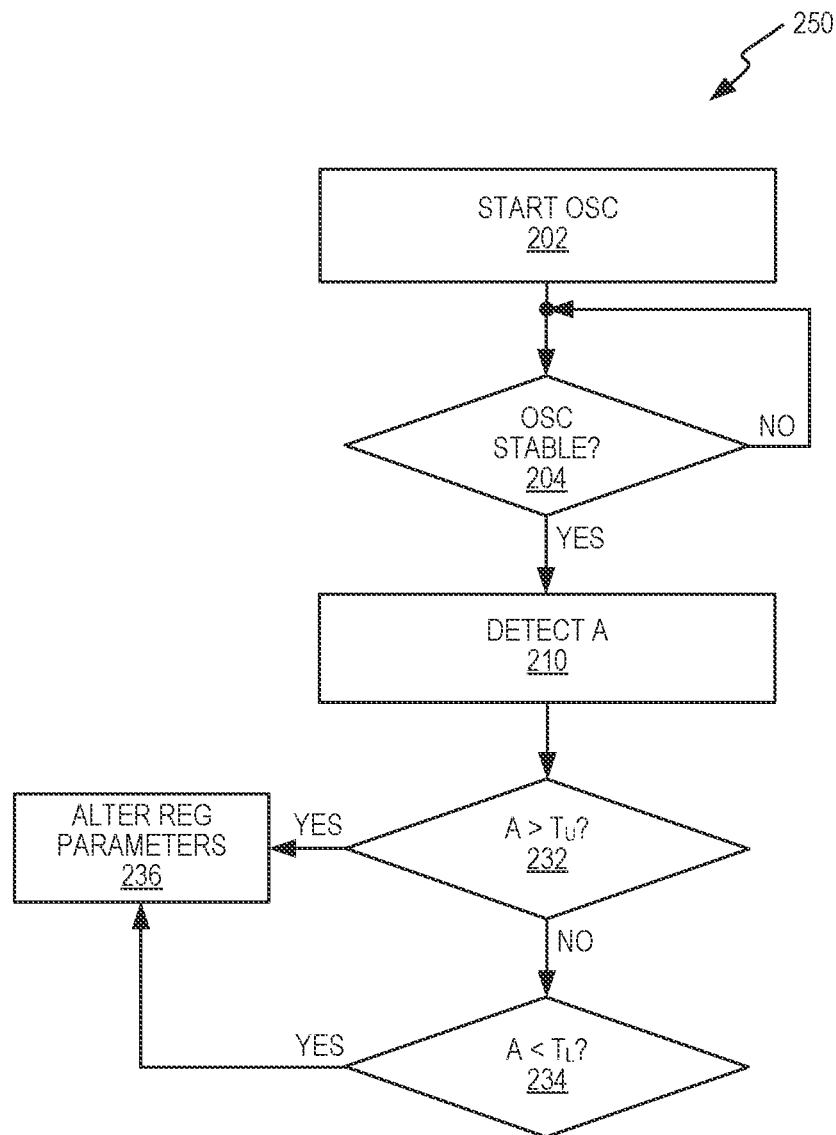 250
START OSC
202
OSC
STABLE?
204
NO
YES
DETECT A
210
ALTER REG
PARAMETERS
236
YES
A > TU?
232
NO
YES
A < TL?
234